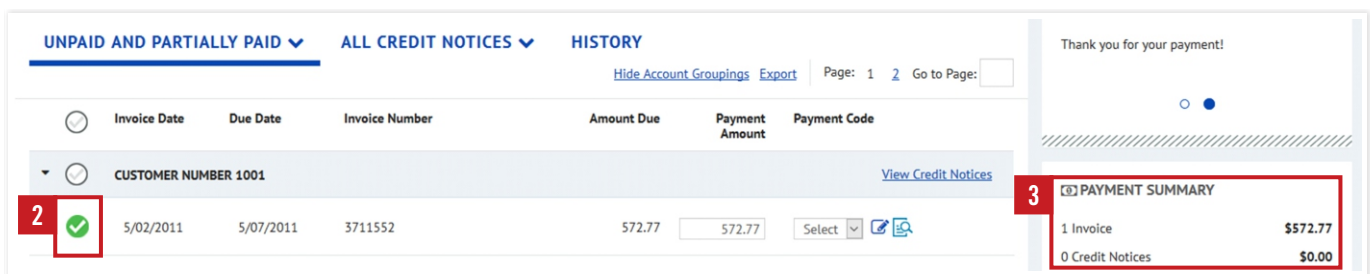 UNPAID AND PARTIALLY PAID ALL CREDIT NOTICES HISTORY
Hide Account Groupings Export Page: 1 2 Go to Page:
Invoice Date Due Date Invoice Number Amount Due Payment Amount Payment Code
CUSTOMER NUMBER 1001 View Credit Notices
2 5/02/2011 5/07/2011 3711552 572.77 572.77 Select
Thank you for your payment!
3 PAYMENT SUMMARY
1 Invoice $572.77
0 Credit Notices $0.00